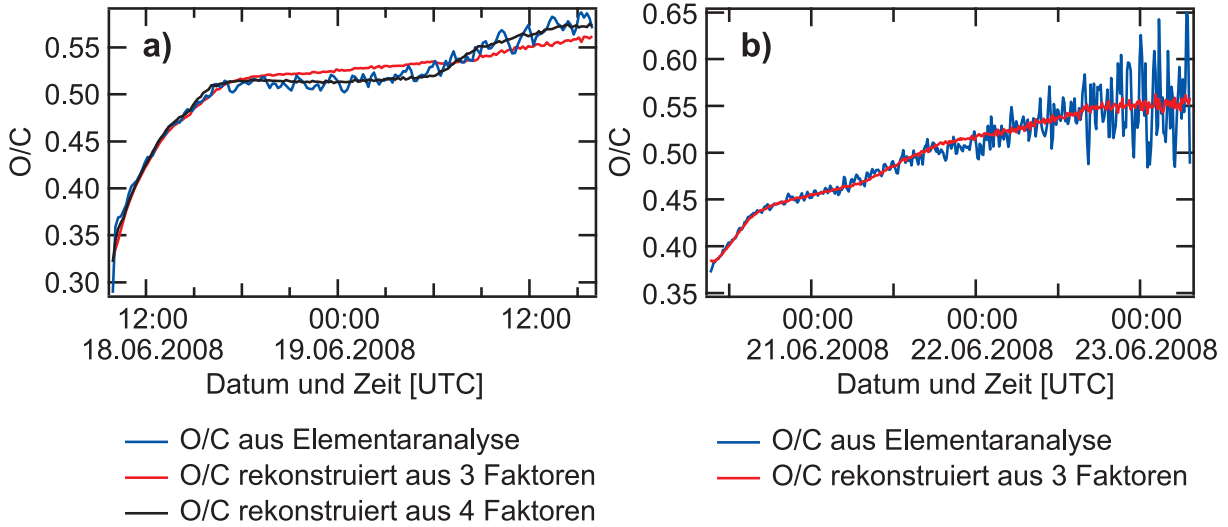 a)
O/C
0.55
0.50
0.45
0.40
0.35
0.30
12:00
18.06.2008
00:00
19.06.2008
12:00
Datum und Zeit [UTC]
O/C aus Elementaranalyse
O/C rekonstruiert aus 3 Faktoren
O/C rekonstruiert aus 4 Faktoren
b)
O/C
0.65
0.60
0.55
0.50
0.45
0.40
0.35
00:00
21.06.2008
00:00
22.06.2008
00:00
23.06.2008
Datum und Zeit [UTC]
O/C aus Elementaranalyse
O/C rekonstruiert aus 3 Faktoren